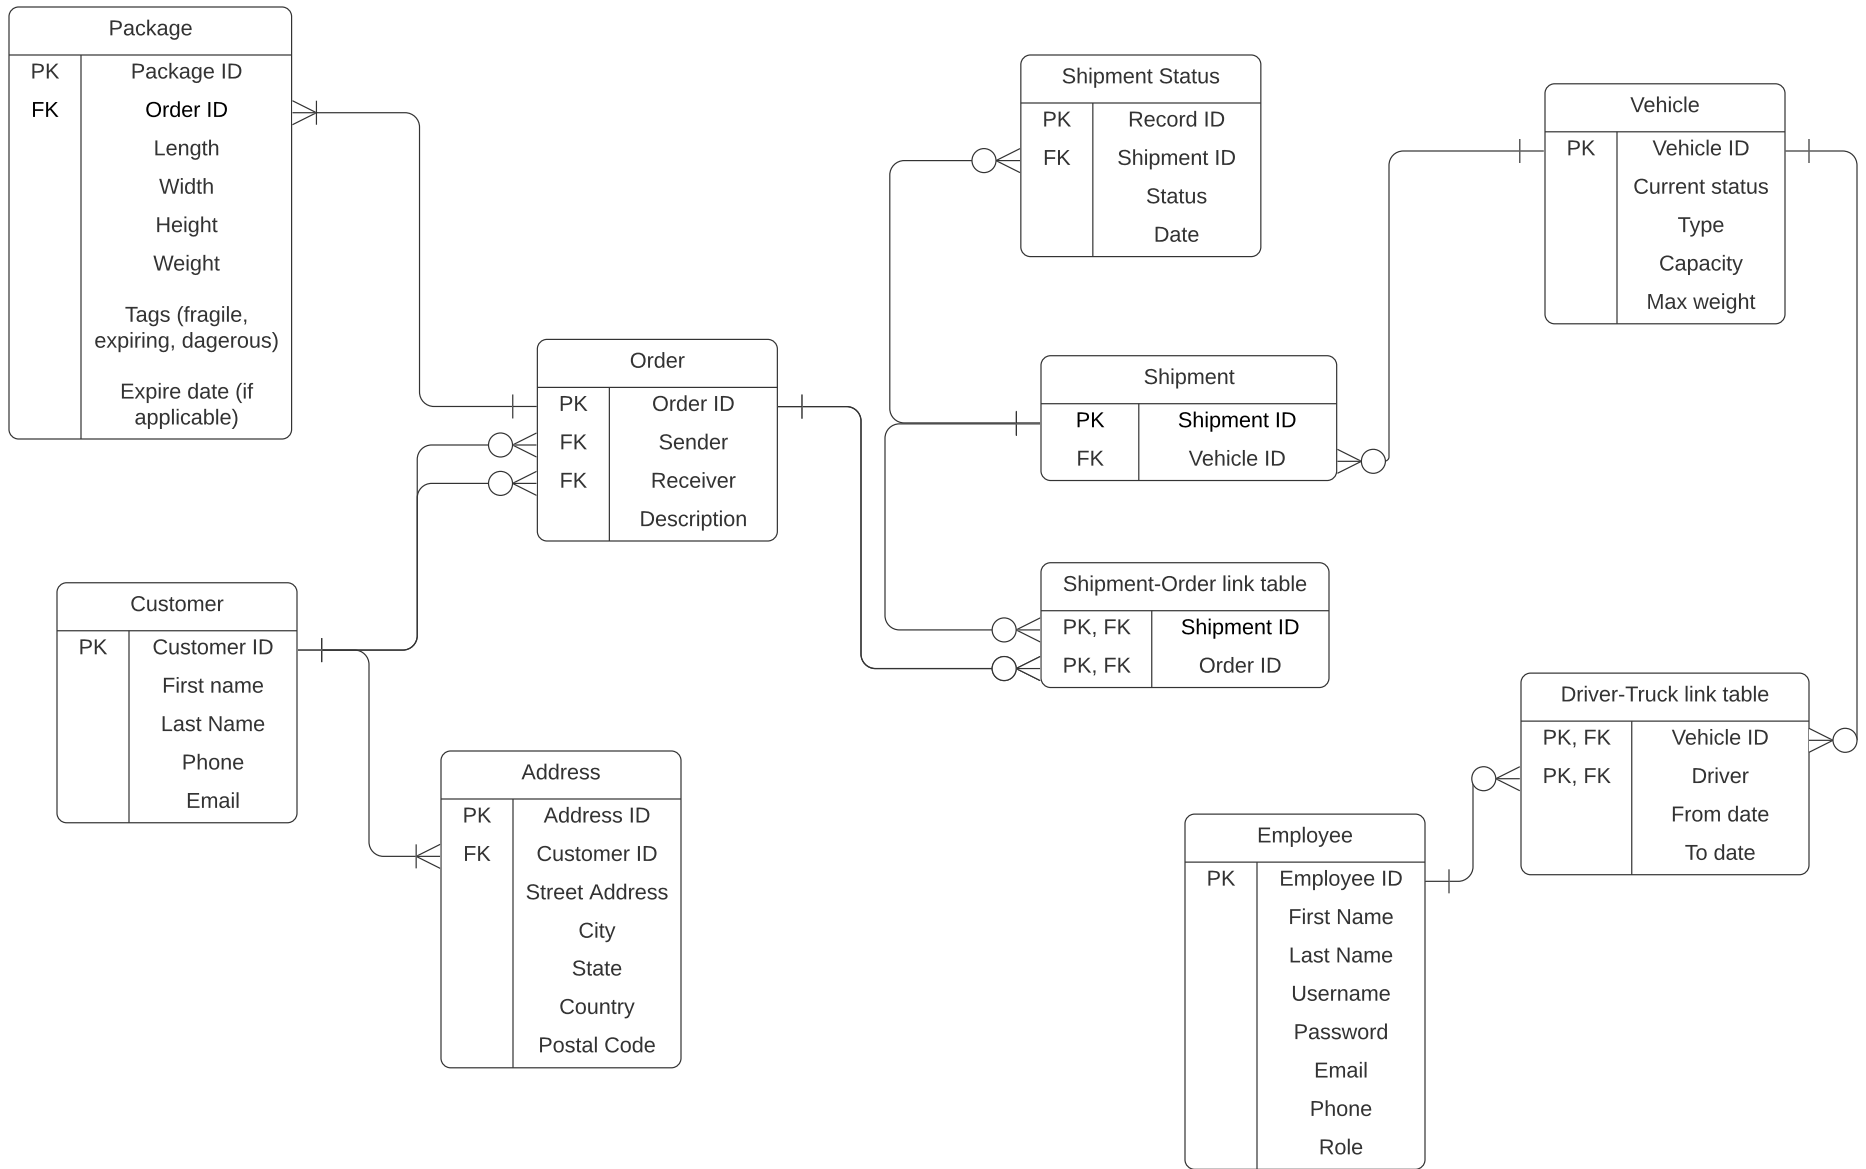 Package
PK Package ID
FK Order ID
Length
Width
Height
Weight
Tags (fragile,
expiring, dagerous)
Expire date (if
applicable)
Shipment Status
PK Record ID
FK Shipment ID
Status
Date
Vehicle
PK Vehicle ID
Current status
Type
Capacity
Max weight
Order
PK Order ID
FK Sender
FK Receiver
Description
Shipment
PK Shipment ID
FK Vehicle ID
Customer
PK Customer ID
First name
Last Name
Phone
Email
Shipment-Order link table
PK, FK Shipment ID
PK, FK Order ID
Address
PK Address ID
FK Customer ID
Street Address
City
State
Country
Postal Code
Driver-Truck link table
PK, FK Vehicle ID
PK, FK Driver
From date
To date
Employee
PK Employee ID
First Name
Last Name
Username
Password
Email
Phone
Role